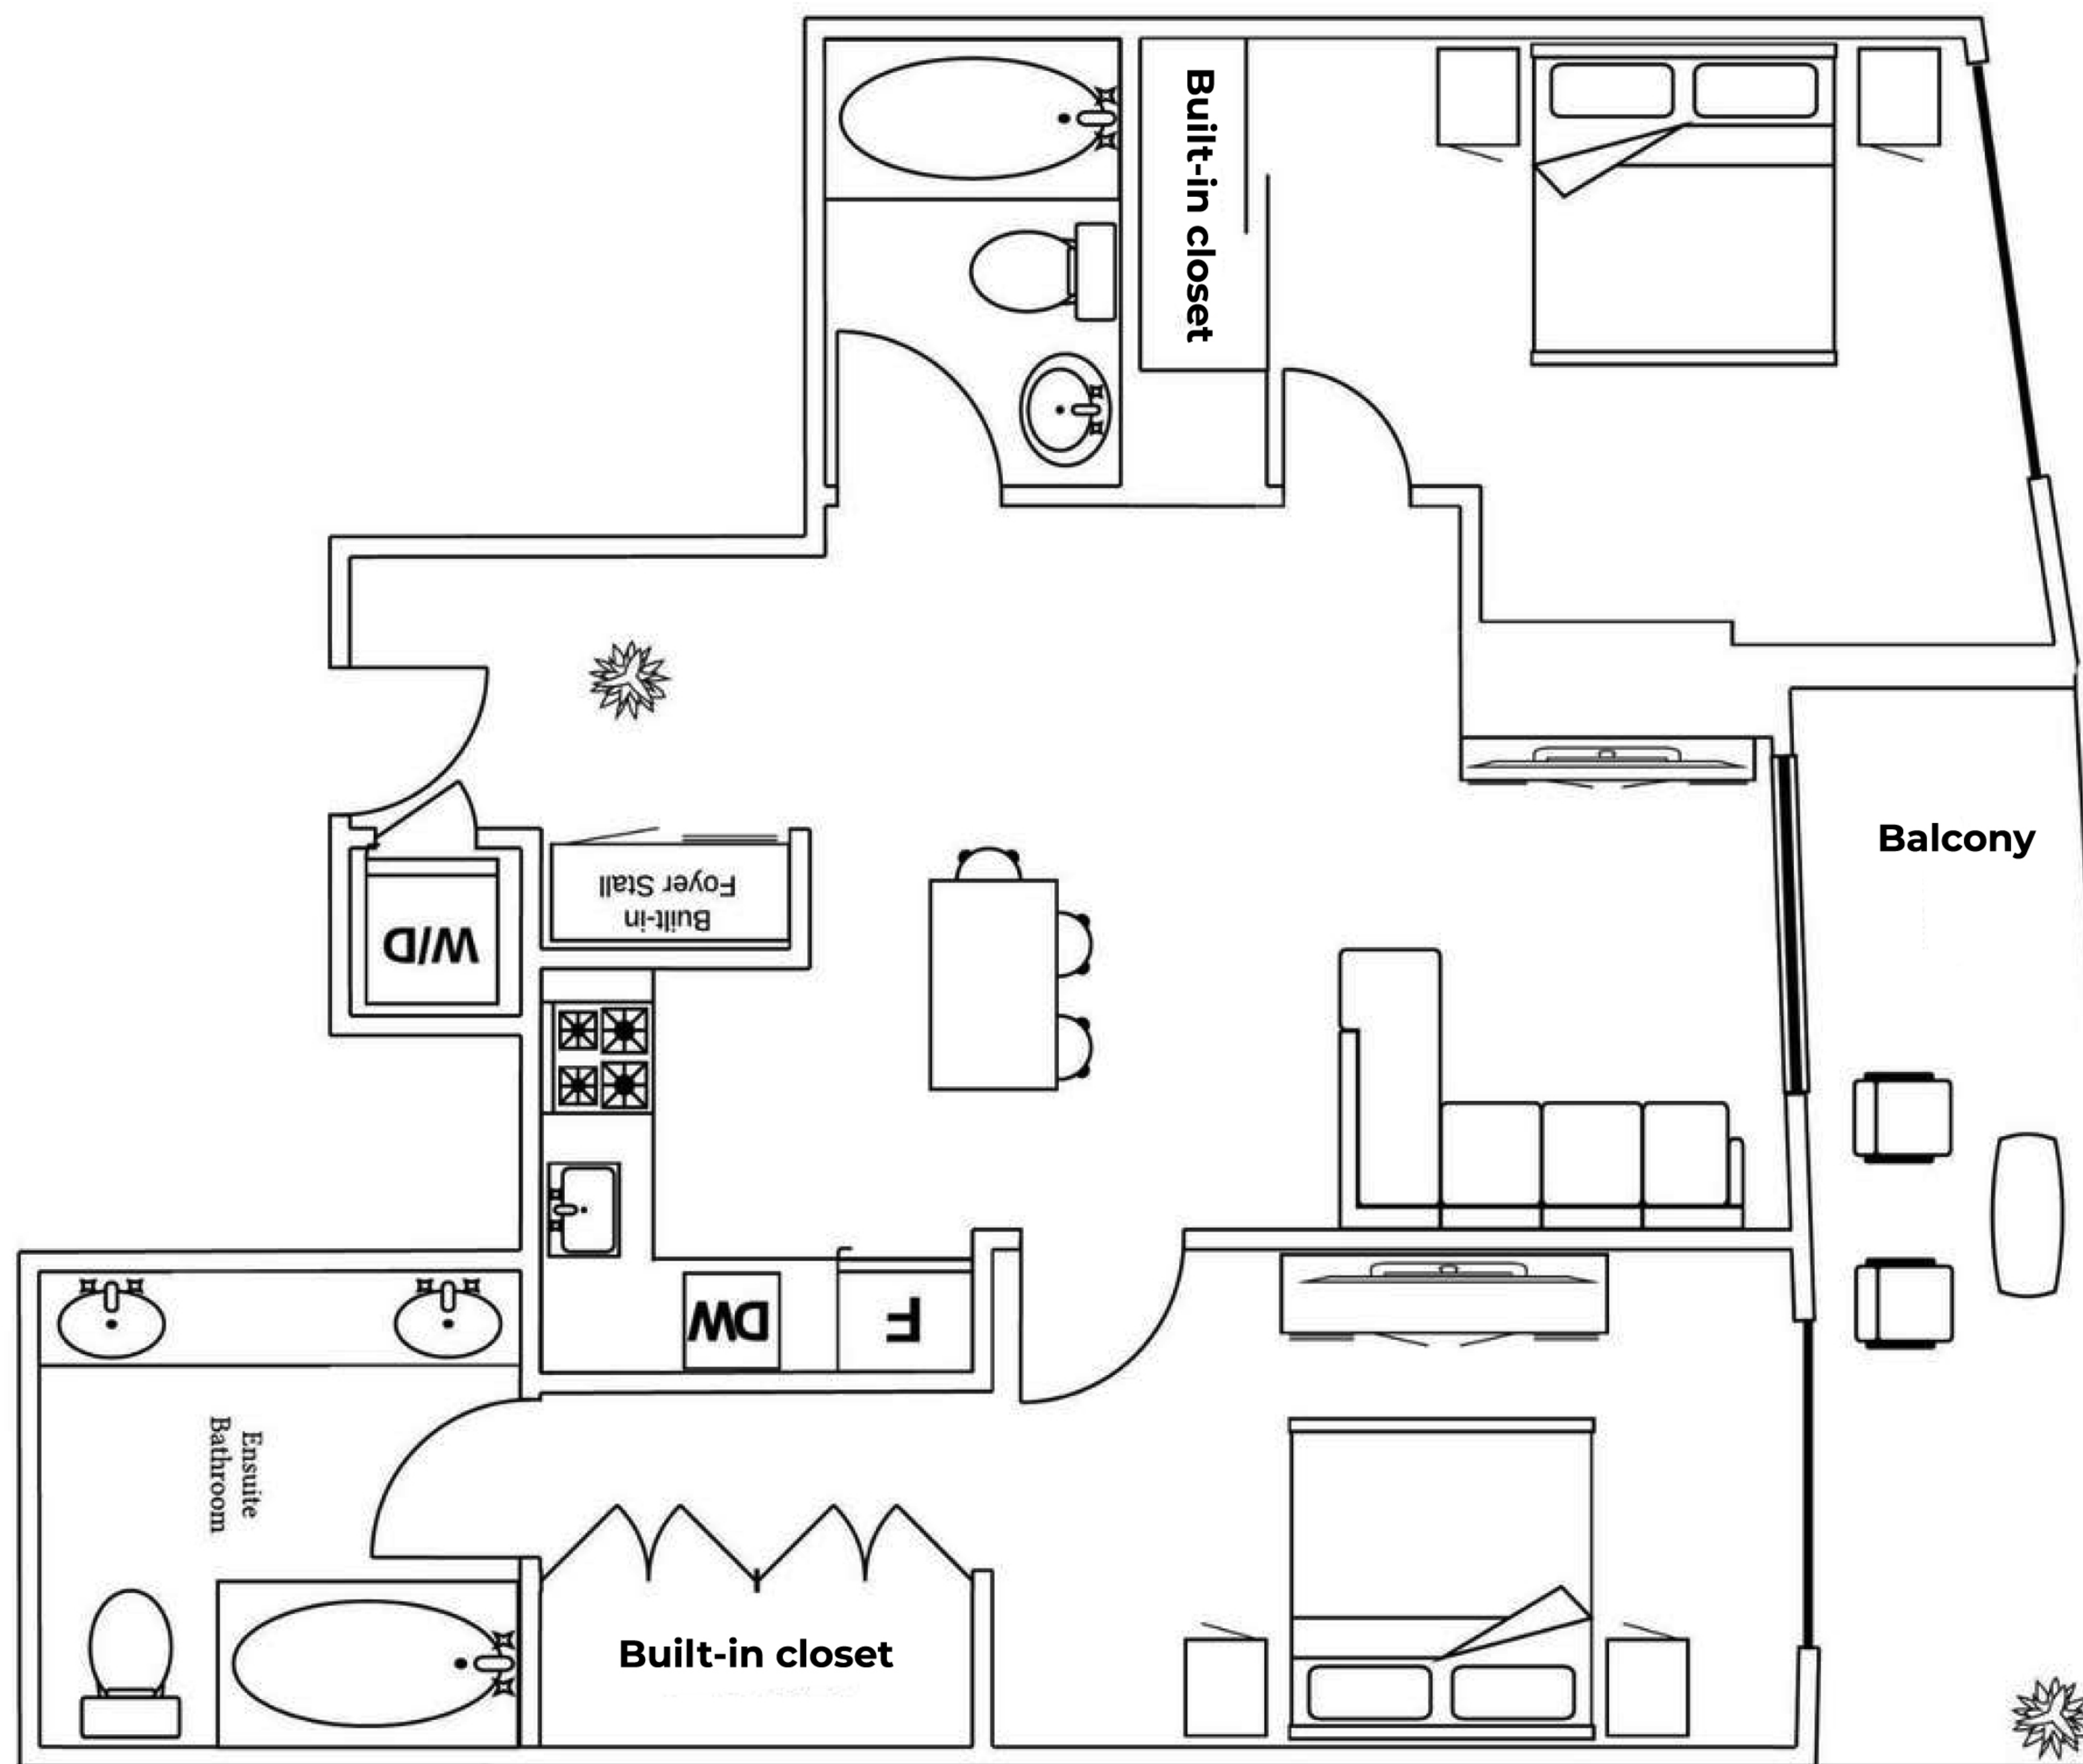 Built-in closet
Balcony
Built-in
Foyer Stall
W/D
DW
F
Ensuite
Bathroom
Built-in closet